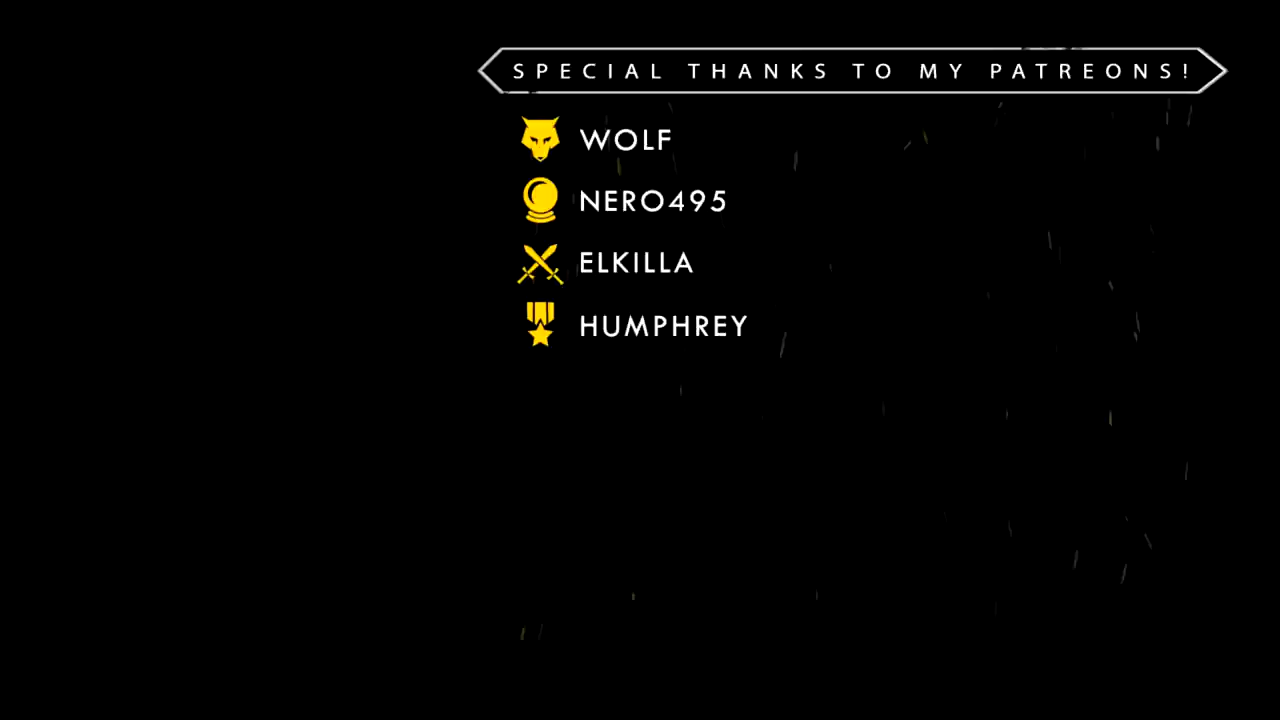 SPECIAL THANKS TO MY PATREONS!
WOLF
NERO495
ELKILLA
HUMPHREY